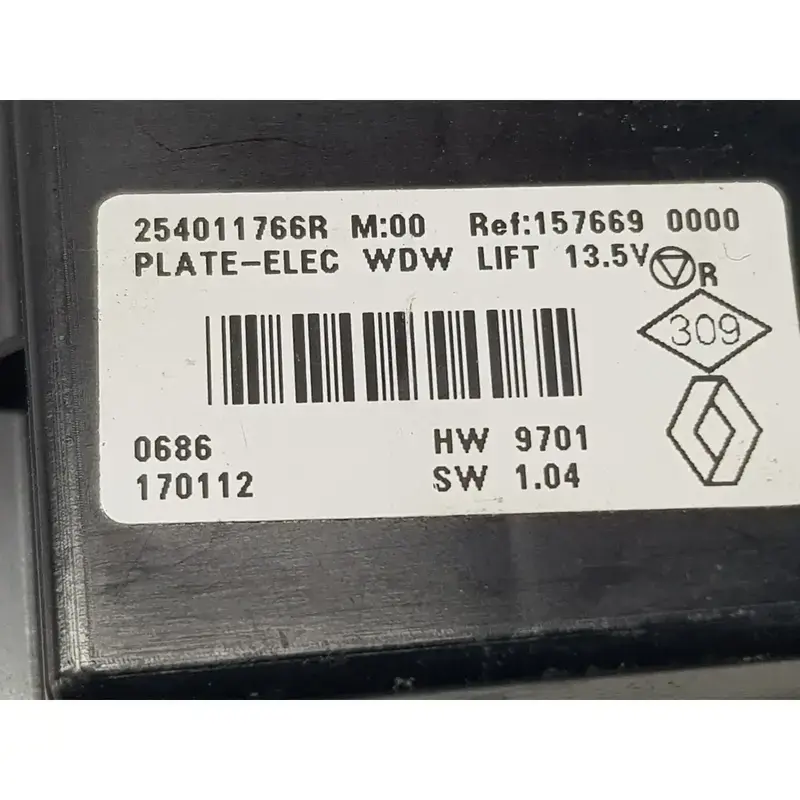 254011766R M:00 Ref:157669 0000
PLATE-ELEC WDW LIFT 13.5V
R
309
0686 HW 9701
170112 SW 1.04